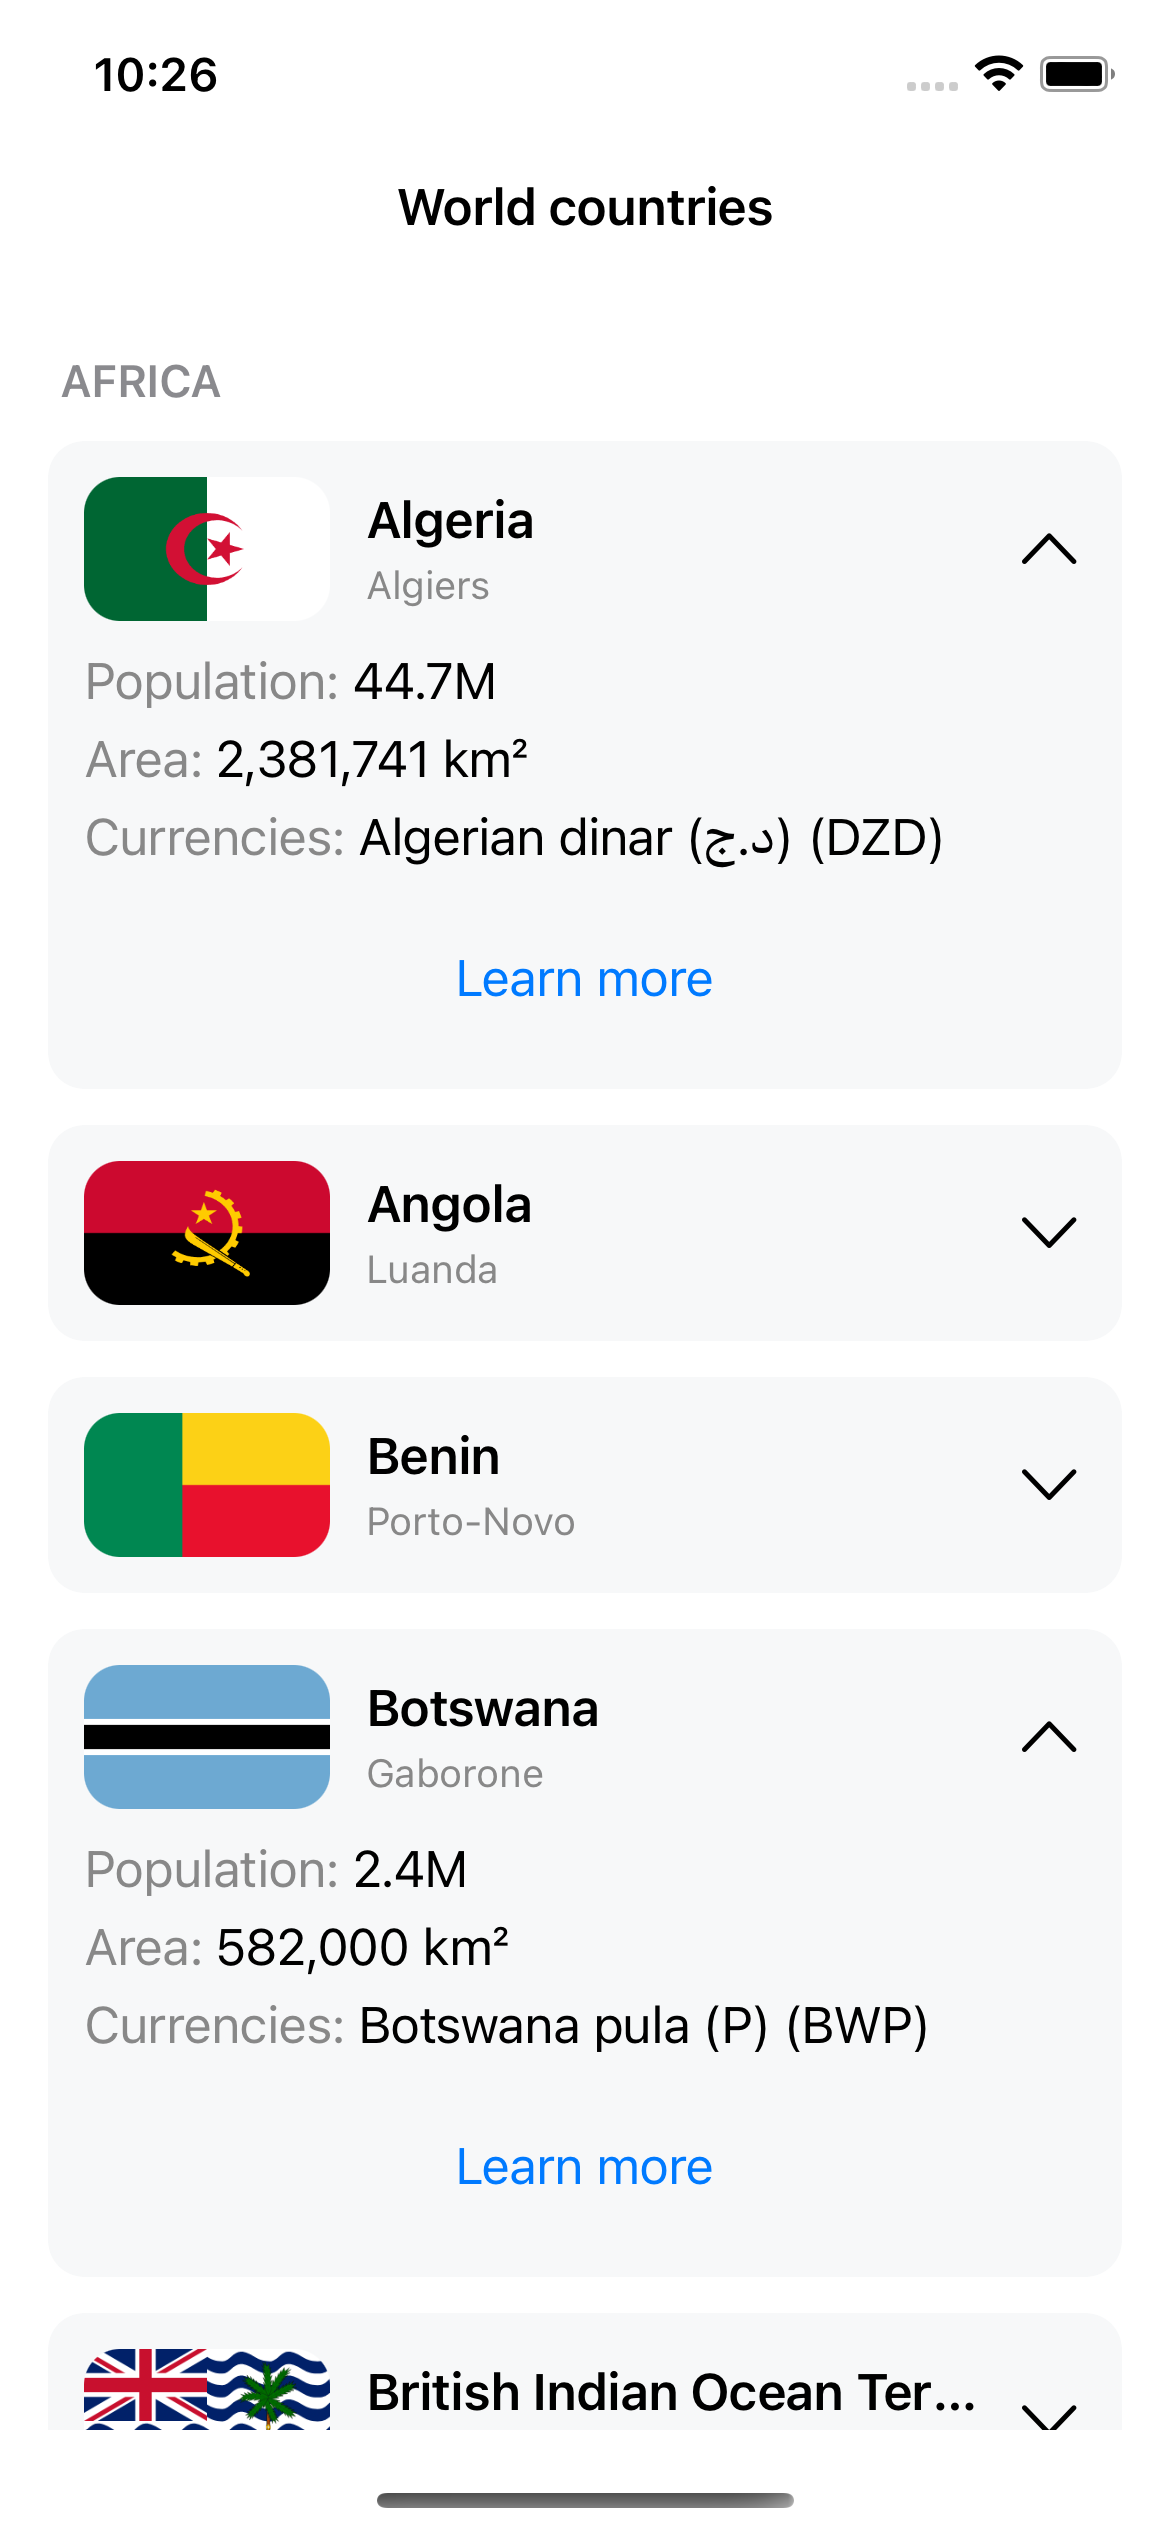 10:26
World countries
AFRICA
Algeria
Algiers
Population: 44.7M
Area: 2,381,741 km²
Currencies: Algerian dinar (د.ج) (DZD)
Learn more
Angola
Luanda
Benin
Porto-Novo
Botswana
Gaborone
Population: 2.4M
Area: 582,000 km²
Currencies: Botswana pula (P) (BWP)
Learn more
British Indian Ocean Ter...